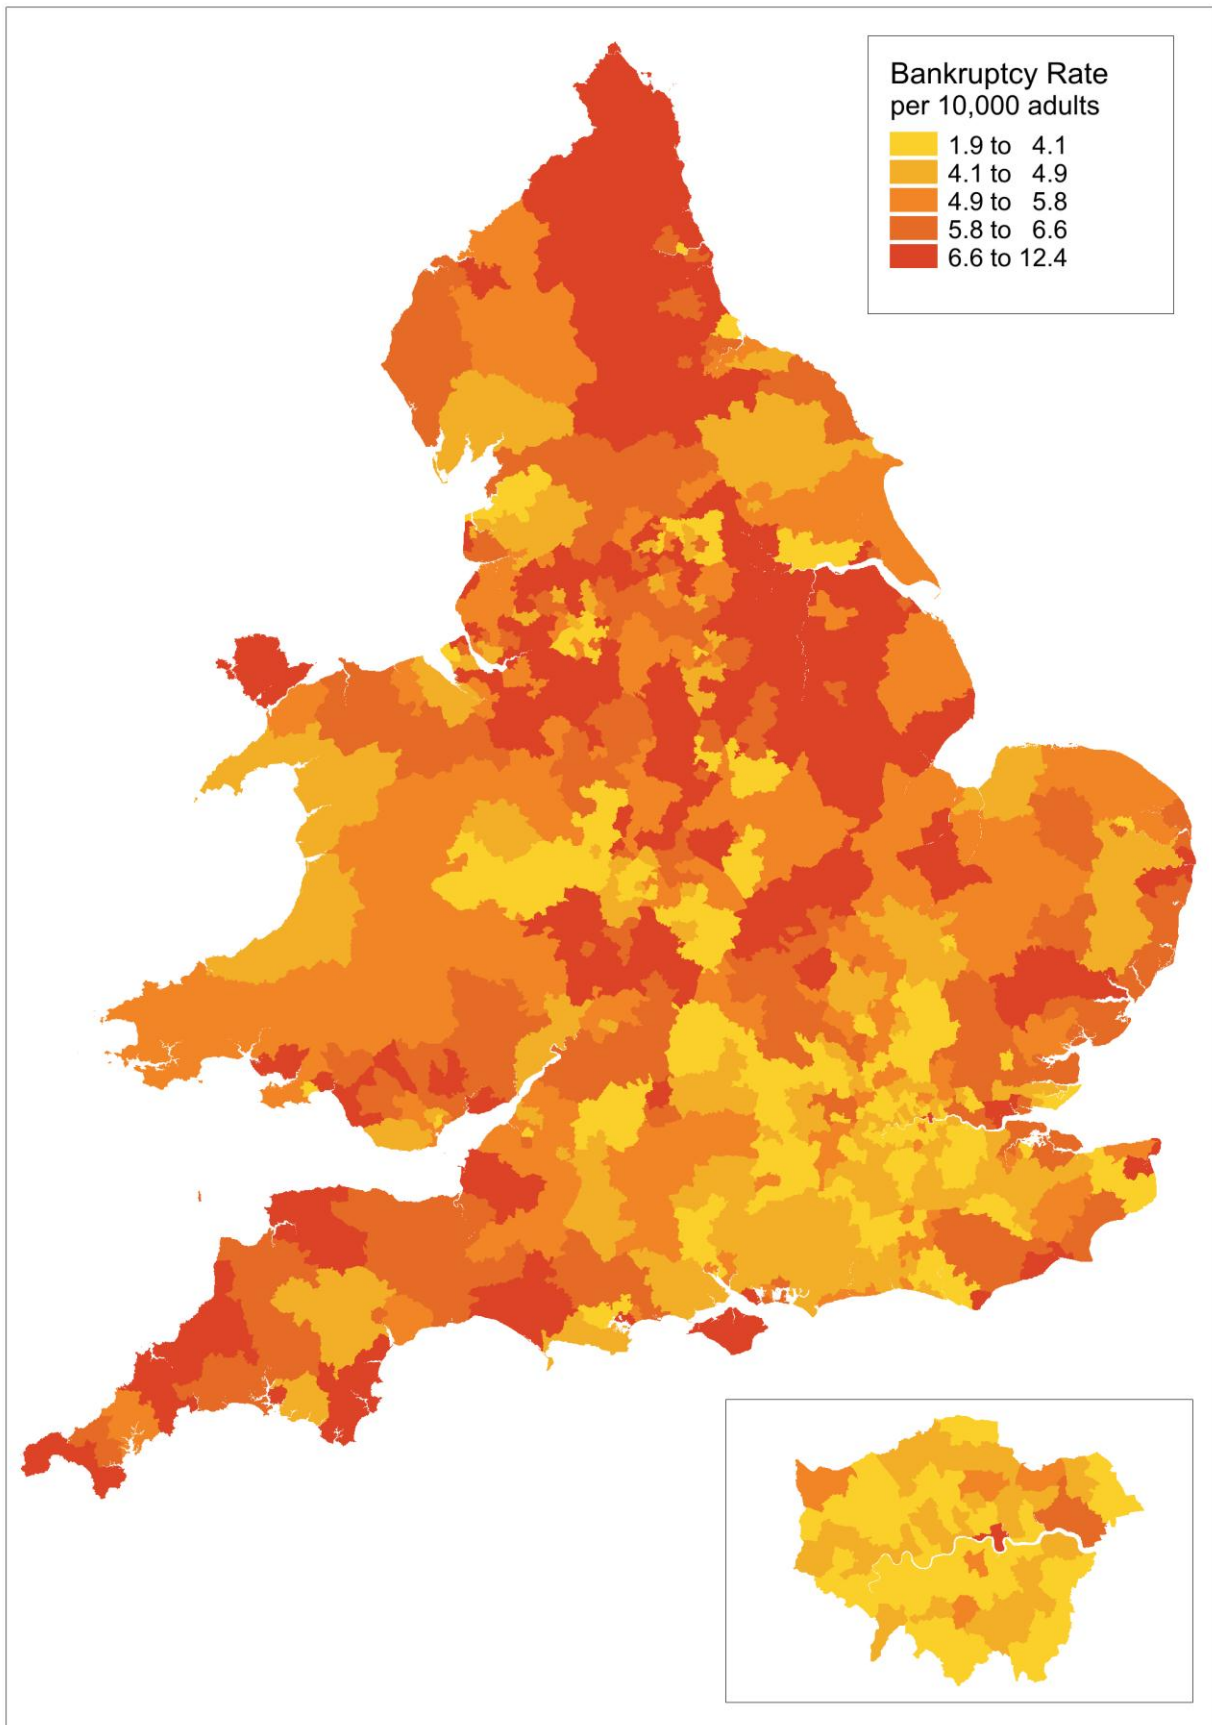 Bankruptcy Rate
per 10,000 adults
1.9 to 4.1
4.1 to 4.9
4.9 to 5.8
5.8 to 6.6
6.6 to 12.4